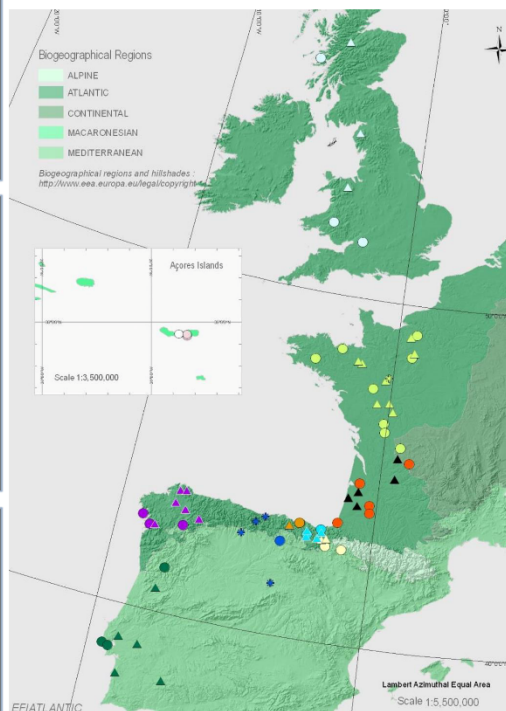 N
Biogeographical Regions
ALPINE
ATLANTIC
CONTINENTAL
MACARONESIAN
MEDITERRANEAN
Biogeographical regions and hillshades :
http://www.eea.europa.eu/legal/copyright
Açores Islands
Scale 1:3,500,000
Lambert Azimuthal Equal Area
Scale 1:5,500,000